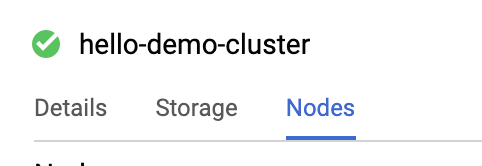 hello-demo-cluster
Details Storage Nodes